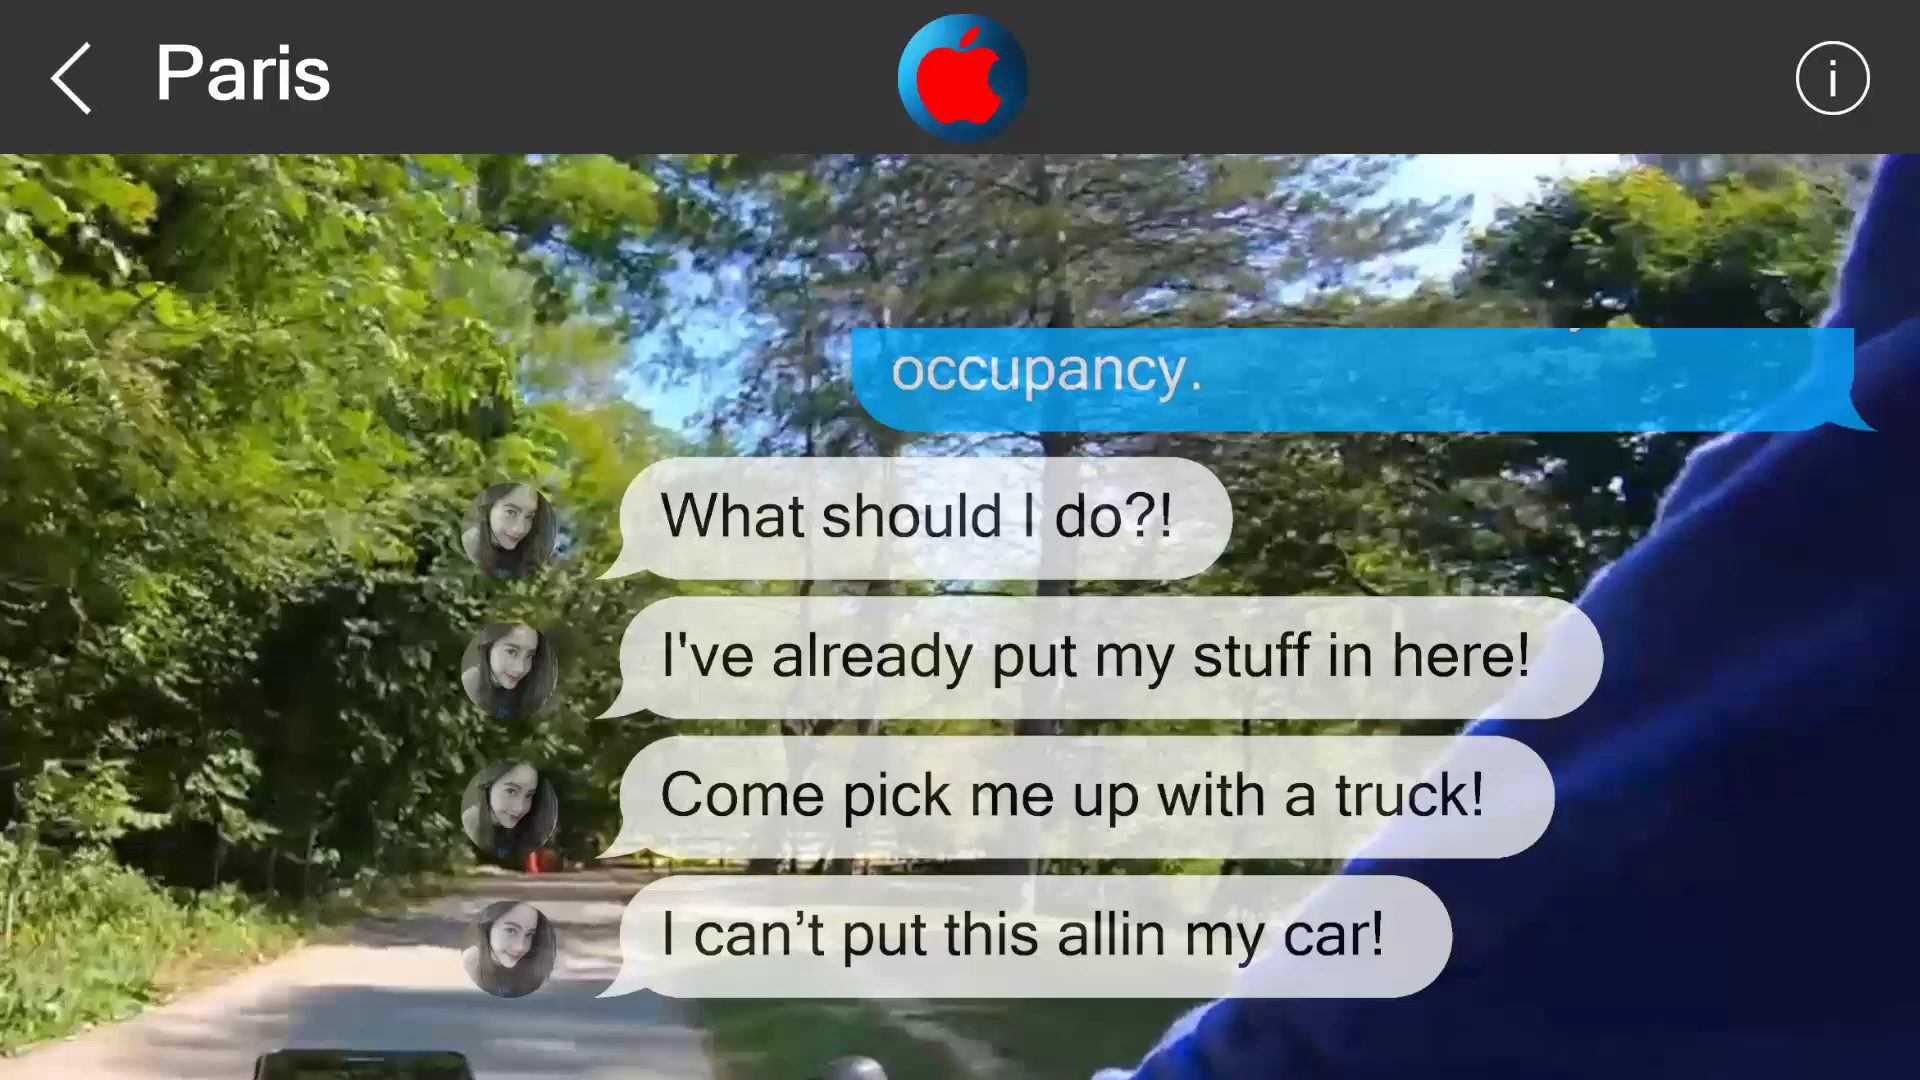 Paris
i
occupancy.
What should I do?!
I've already put my stuff in here!
Come pick me up with a truck!
I can’t put this allin my car!